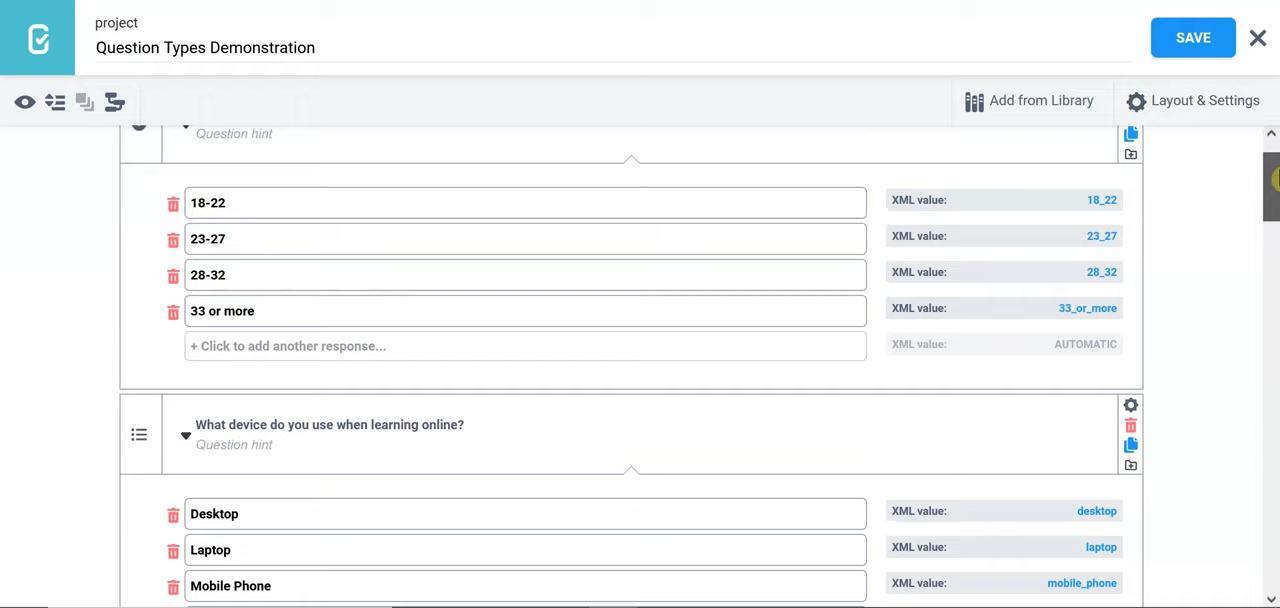 project
Question Types Demonstration
SAVE
Add from Library
Layout & Settings
Question hint
18-22
XML value: 18_22
23-27
XML value: 23_27
28-32
XML value: 28_32
33 or more
XML value: 33_or_more
+ Click to add another response...
XML value: AUTOMATIC
What device do you use when learning online?
Question hint
Desktop
XML value: desktop
Laptop
XML value: laptop
Mobile Phone
XML value: mobile_phone